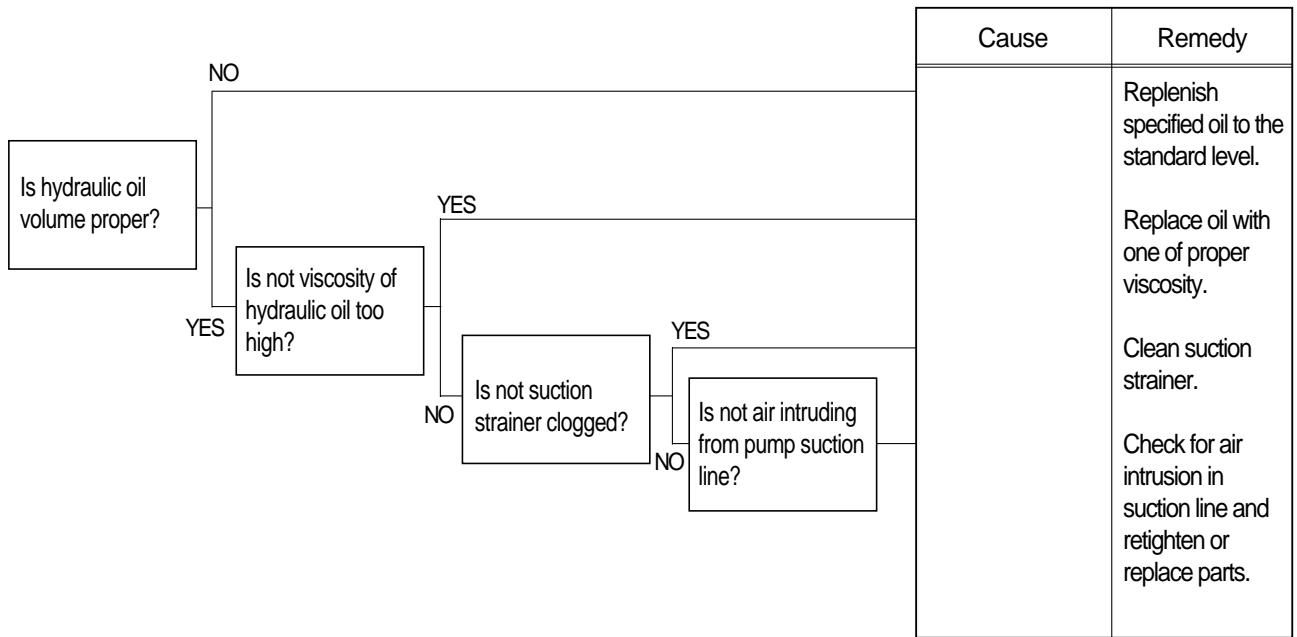 Cause
Remedy
NO
Replenish
specified oil to the
standard level.
Is hydraulic oil
volume proper?
YES
Replace oil with
one of proper
viscosity.
Is not viscosity of
hydraulic oil too
high?
YES
YES
Clean suction
strainer.
Is not suction
strainer clogged?
NO
Is not air intruding
from pump suction
line?
NO
Check for air
intrusion in
suction line and
retighten or
replace parts.